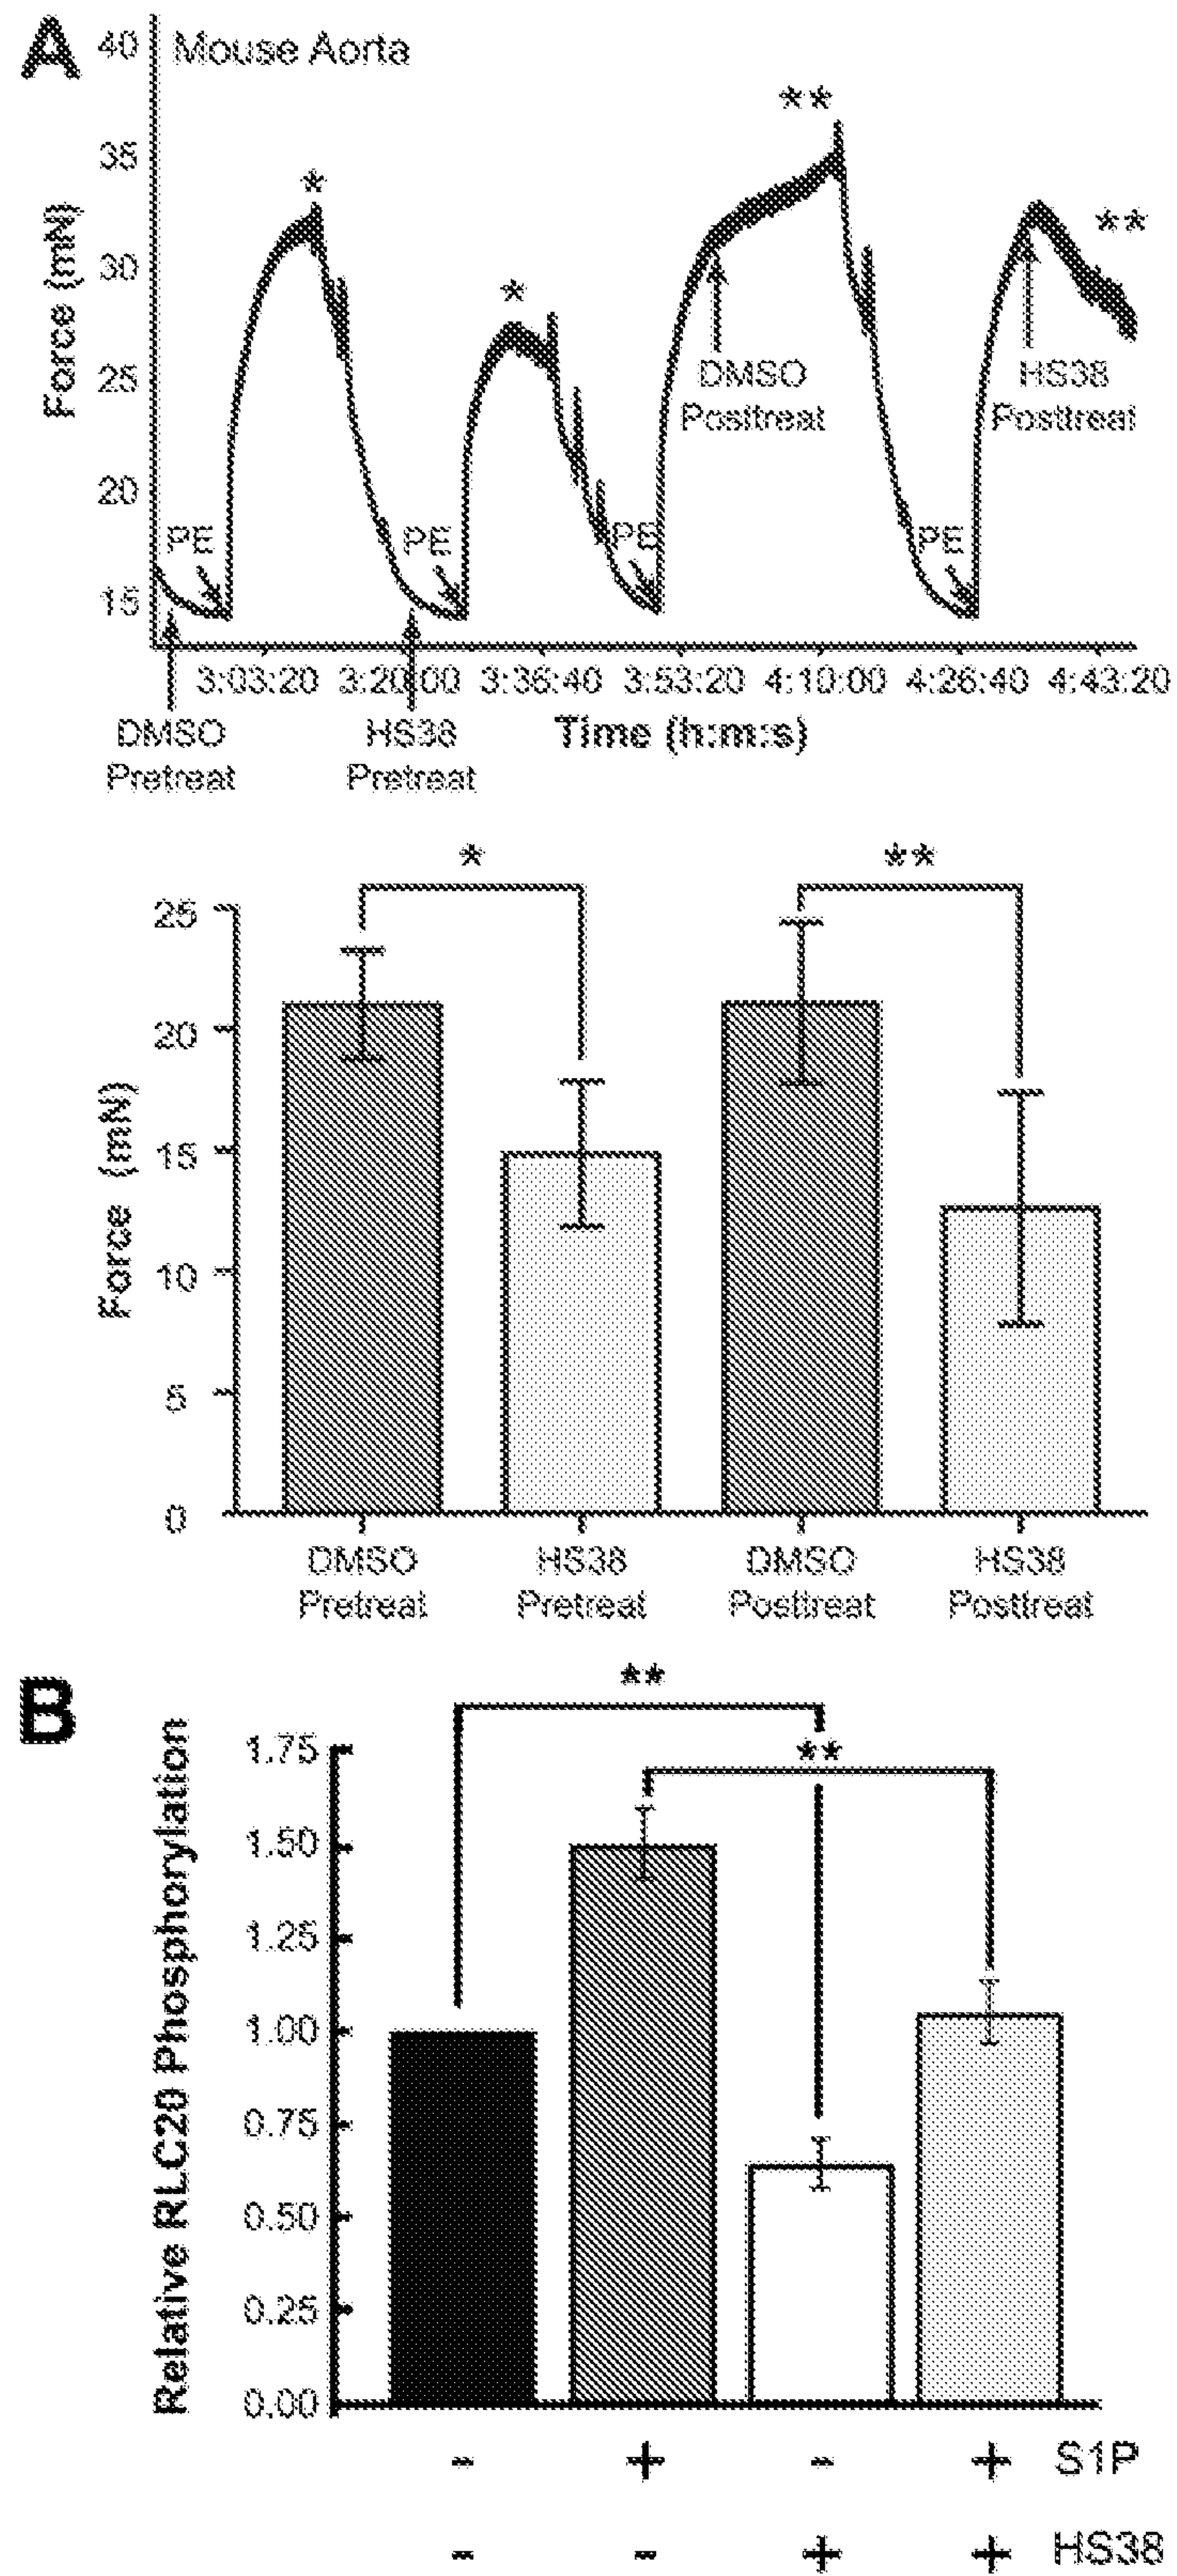 A
Mouse Aorta
40
35
30
25
20
15
Force (mN)
*
*
**
**
DMSO
Posttreat
HS38
Posttreat
PE
PE
PE
PE
3:03:20 3:20:00 3:36:40 3:53:20 4:10:00 4:26:40 4:43:20
Time (h:m:s)
DMSO
Pretreat
HS38
Pretreat
* **
25
20
15
10
5
0
Force (mN)
DMSO
Pretreat
HS38
Pretreat
DMSO
Posttreat
HS38
Posttreat
B
**
**
1.75
1.50
1.25
1.00
0.75
0.50
0.25
0.00
Relative RLC20 Phosphorylation
- + - + S1P
- - + + HS38